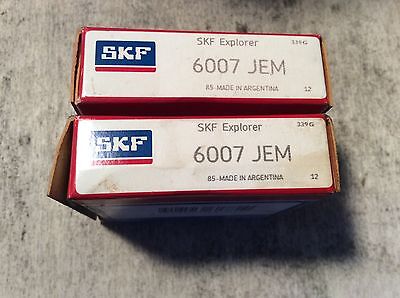 SKF
SKF Explorer
339G
6007 JEM
85-MADE IN ARGENTINA
12
SKF
SKF Explorer
339G
6007 JEM
85-MADE IN ARGENTINA
12